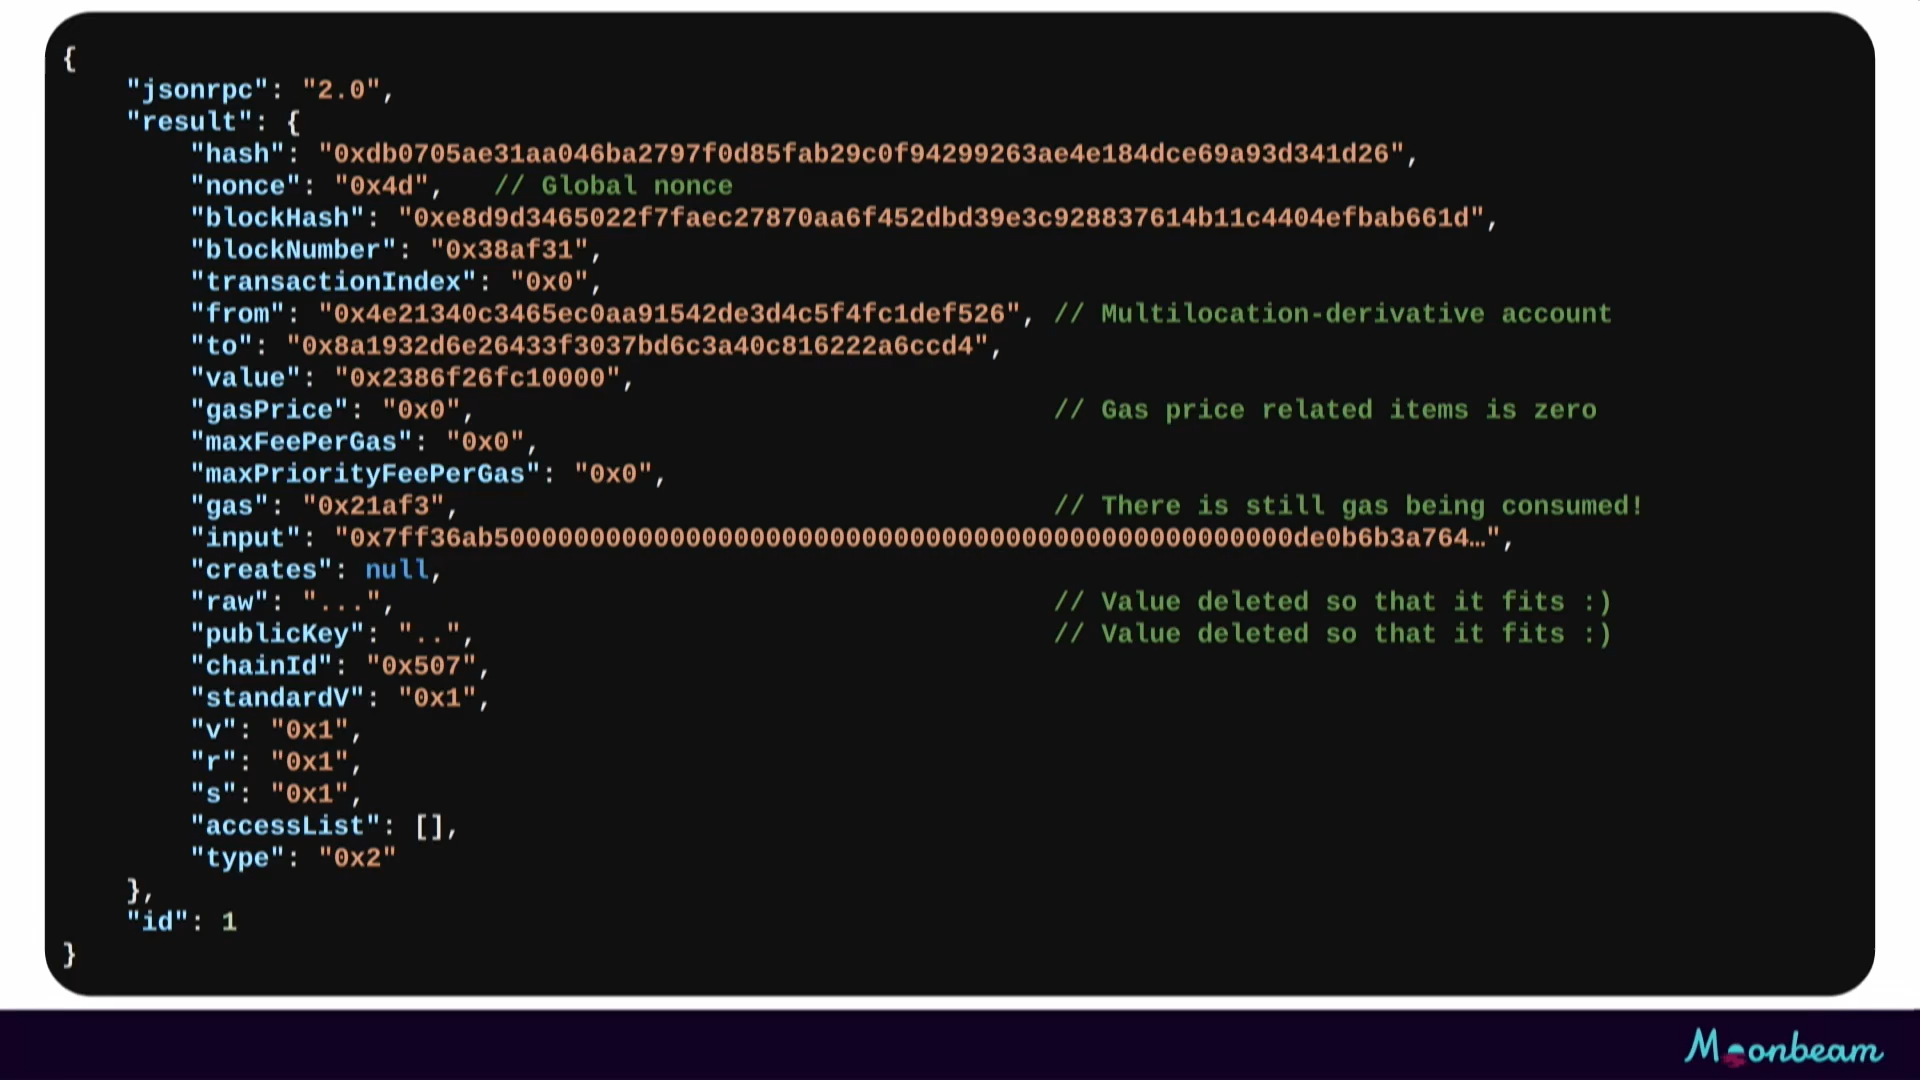 {
"jsonrpc": "2.0",
"result": {
"hash": "0xdb0705ae31aa046ba2797f0d85fab29c0f94299263ae4e184dce69a93d341d26",
"nonce": "0x4d", // Global nonce
"blockHash": "0xe8d9d3465022f7faec27870aa6f452dbd39e3c928837614b11c4404efbab661d",
"blockNumber": "0x38af31",
"transactionIndex": "0x0",
"from": "0x4e21340c3465ec0aa91542de3d4c5f4fc1def526", // Multilocation-derivative account
"to": "0x8a1932d6e26433f3037bd6c3a40c816222a6ccd4",
"value": "0x2386f26fc10000",
"gasPrice": "0x0", // Gas price related items is zero
"maxFeePerGas": "0x0",
"maxPriorityFeePerGas": "0x0",
"gas": "0x21af3", // There is still gas being consumed!
"input": "0x7ff36ab5000000000000000000000000000000000000000000000000de0b6b3a764…",
"creates": null,
"raw": "...", // Value deleted so that it fits :)
"publicKey": "..", // Value deleted so that it fits :)
"chainId": "0x507",
"standardV": "0x1",
"v": "0x1",
"r": "0x1",
"s": "0x1",
"accessList": [],
"type": "0x2"
},
"id": 1
}
Moonbeam